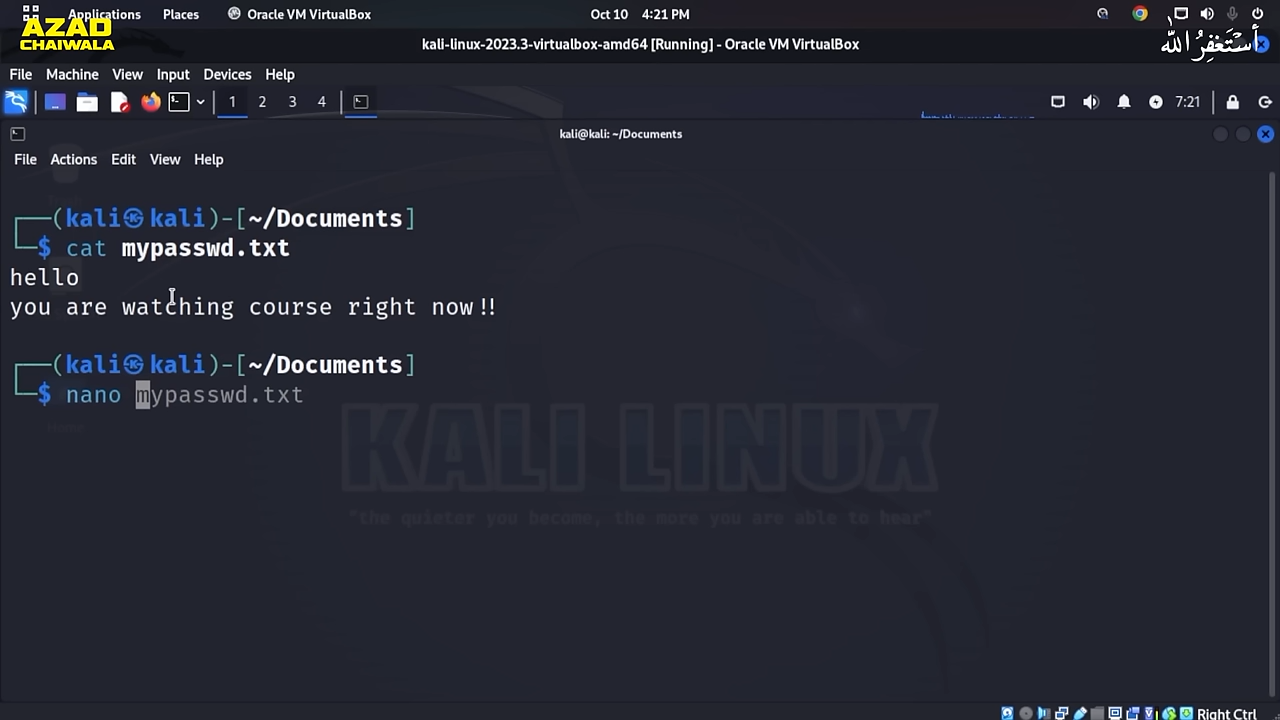 Applications Places Oracle VM VirtualBox Oct 10 4:21 PM
AZAD
CHAIWALA
أستغفر الله
kali-linux-2023.3-virtualbox-amd64 [Running] - Oracle VM VirtualBox
File Machine View Input Devices Help
1 2 3 4 7:21
kali@kali: ~/Documents
File Actions Edit View Help
(kali㉿kali)-[~/Documents]
$ cat mypasswd.txt
hello
you are watching course right now!!
(kali㉿kali)-[~/Documents]
$ nano mypasswd.txt
KALI LINUX
"the quieter you become, the more you are able to hear"
Right Ctrl